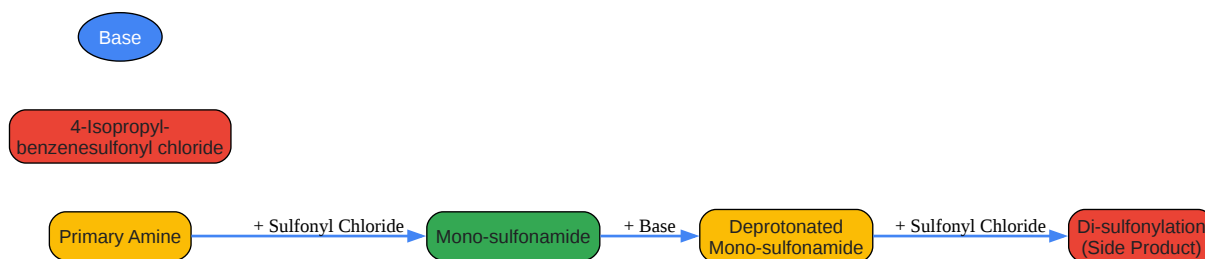 Base
4-Isopropyl-
benzenesulfonyl chloride
Primary Amine
+ Sulfonyl Chloride
Mono-sulfonamide
+ Base
Deprotonated
Mono-sulfonamide
+ Sulfonyl Chloride
Di-sulfonylation
(Side Product)